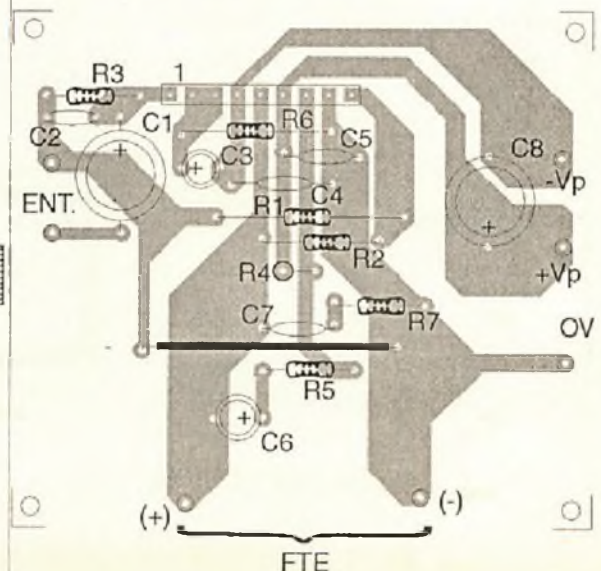 R3
1
C2
C1
R6
C5
C3
C8
ENT.
C4
-Vp
R1
R2
R4
+Vp
C7
R7
OV
R5
C6
(+)
(-)
FTE
+
+
+
+